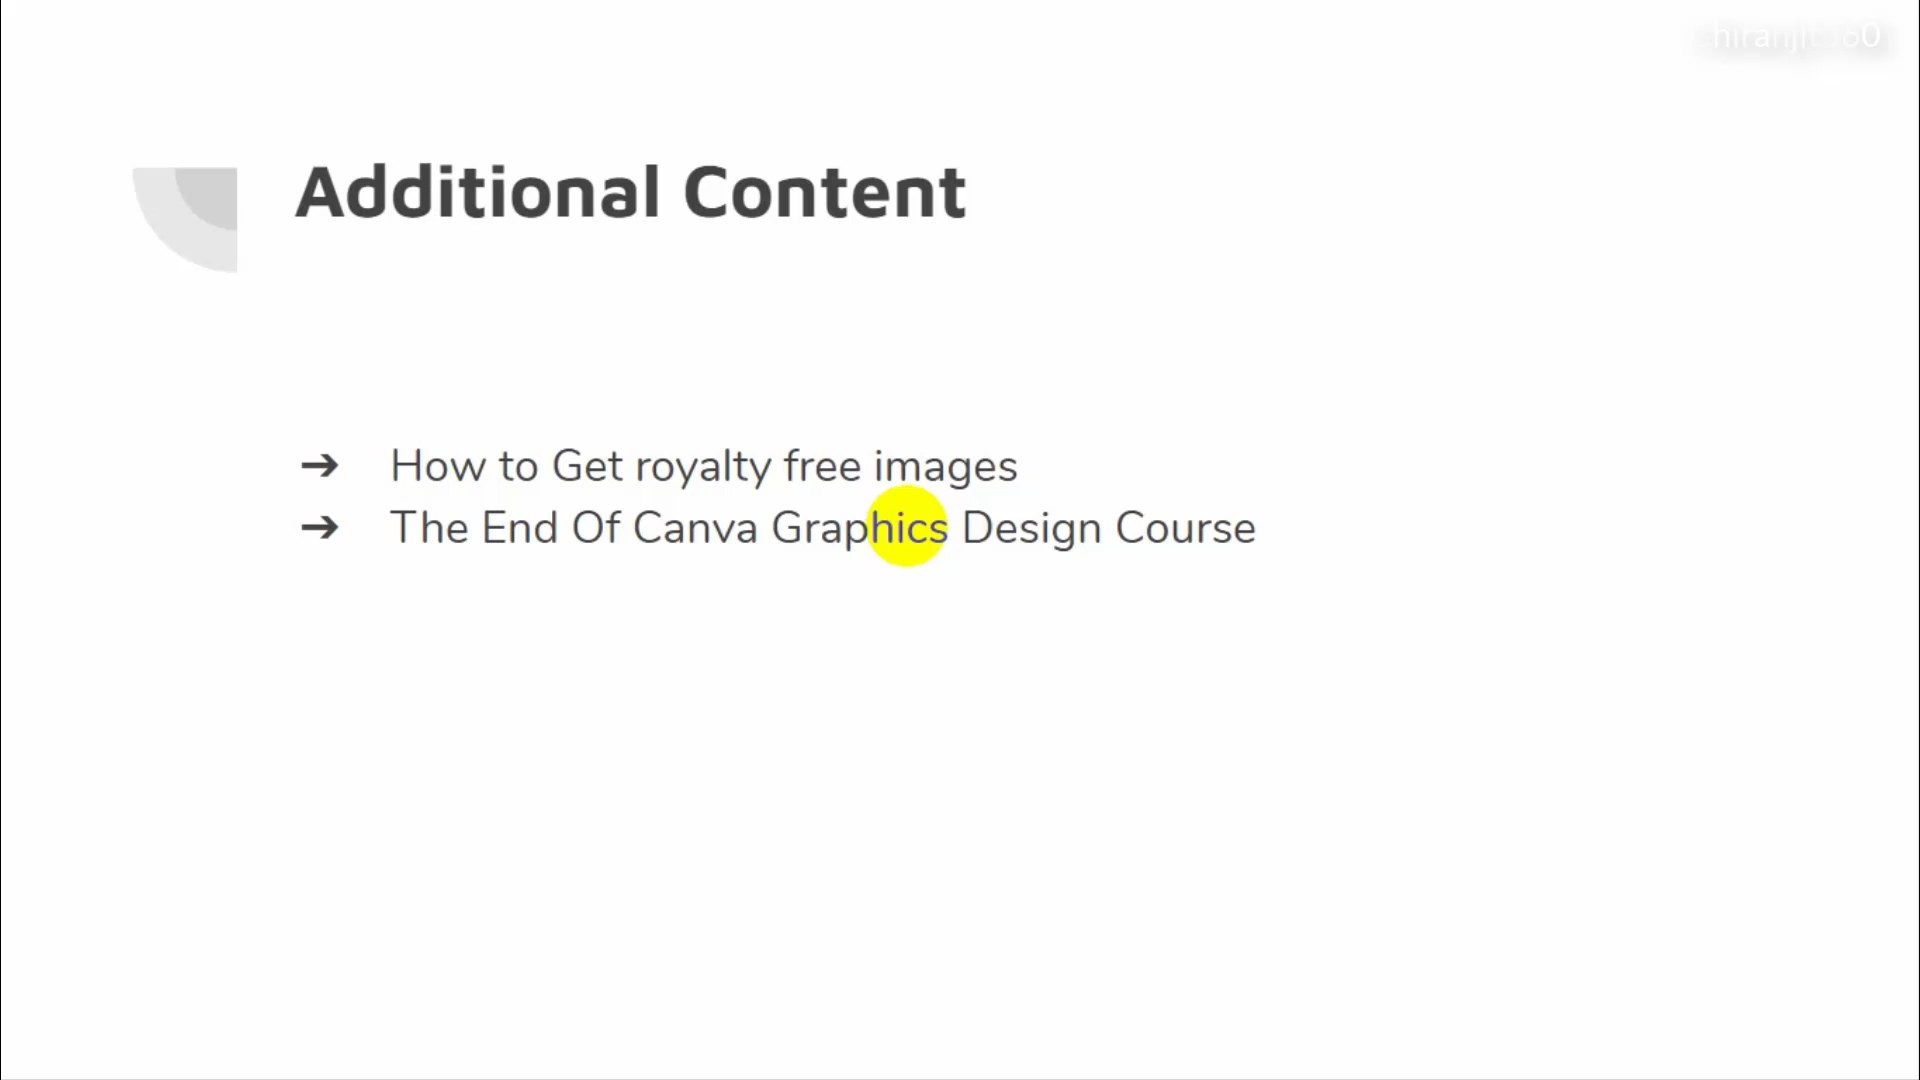 Additional Content
➔ How to Get royalty free images
➔ The End Of Canva Graphics Design Course